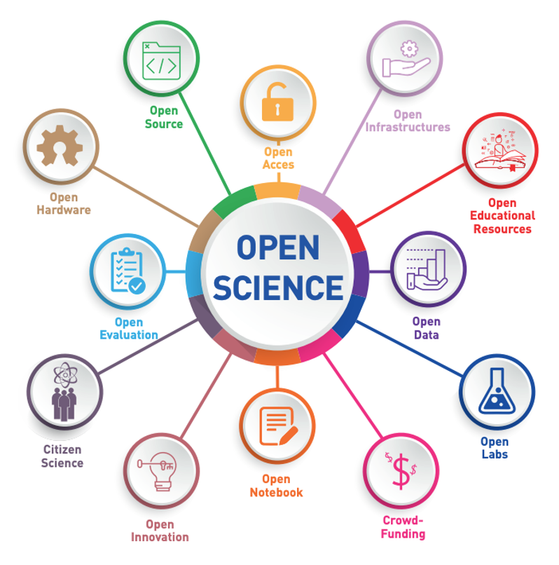 OPEN
SCIENCE
Open
Acces
Open
Infrastructures
Open
Educational
Resources
Open
Data
Open
Labs
Crowd-
Funding
Open
Notebook
Open
Innovation
Citizen
Science
Open
Evaluation
Open
Hardware
Open
Source